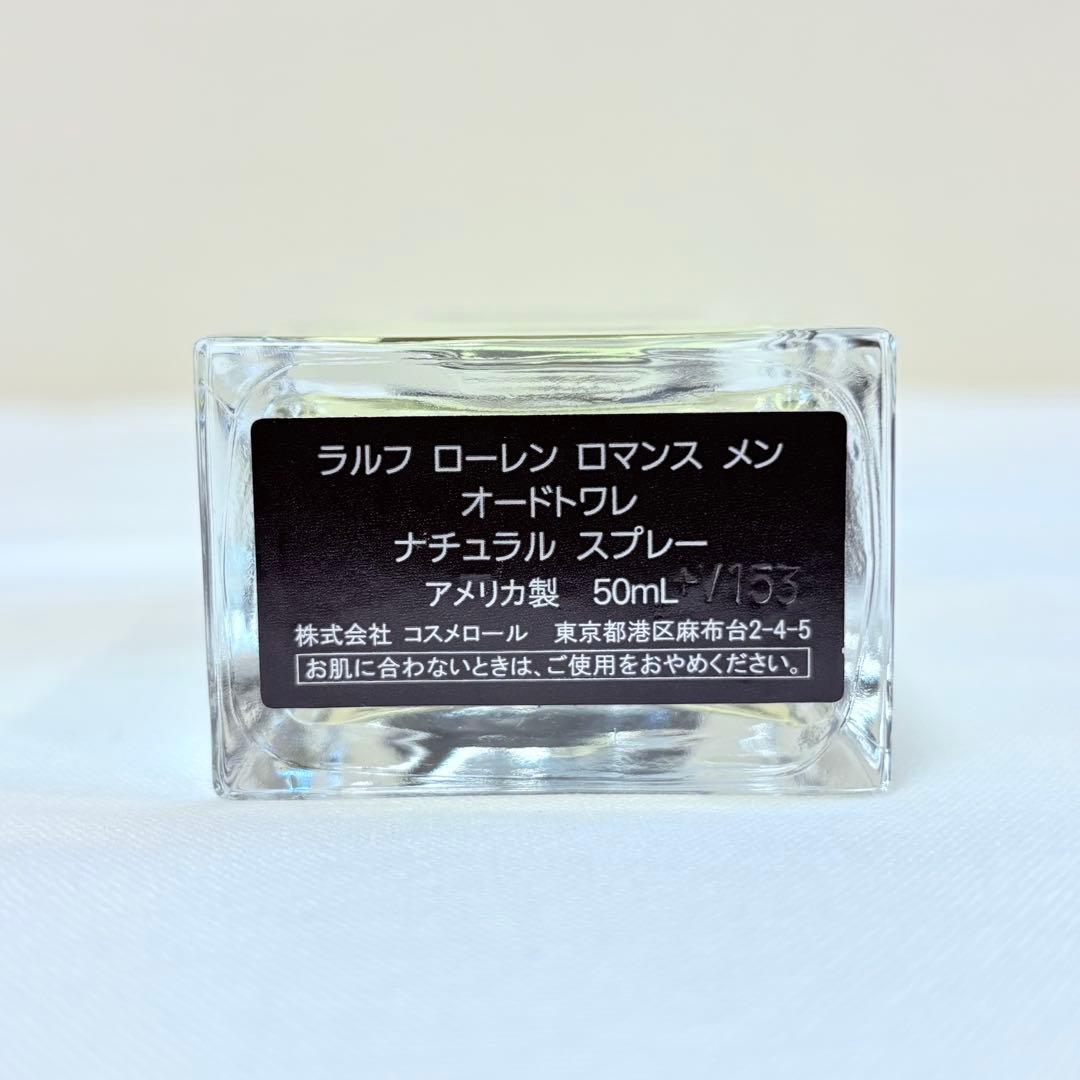 ラルフ ローレン ロマンス メン
オードトワレ
ナチュラル スプレー
アメリカ製　50mL
株式会社 コスメロール　東京都港区麻布台2-4-5
お肌に合わないときは、ご使用をおやめください。